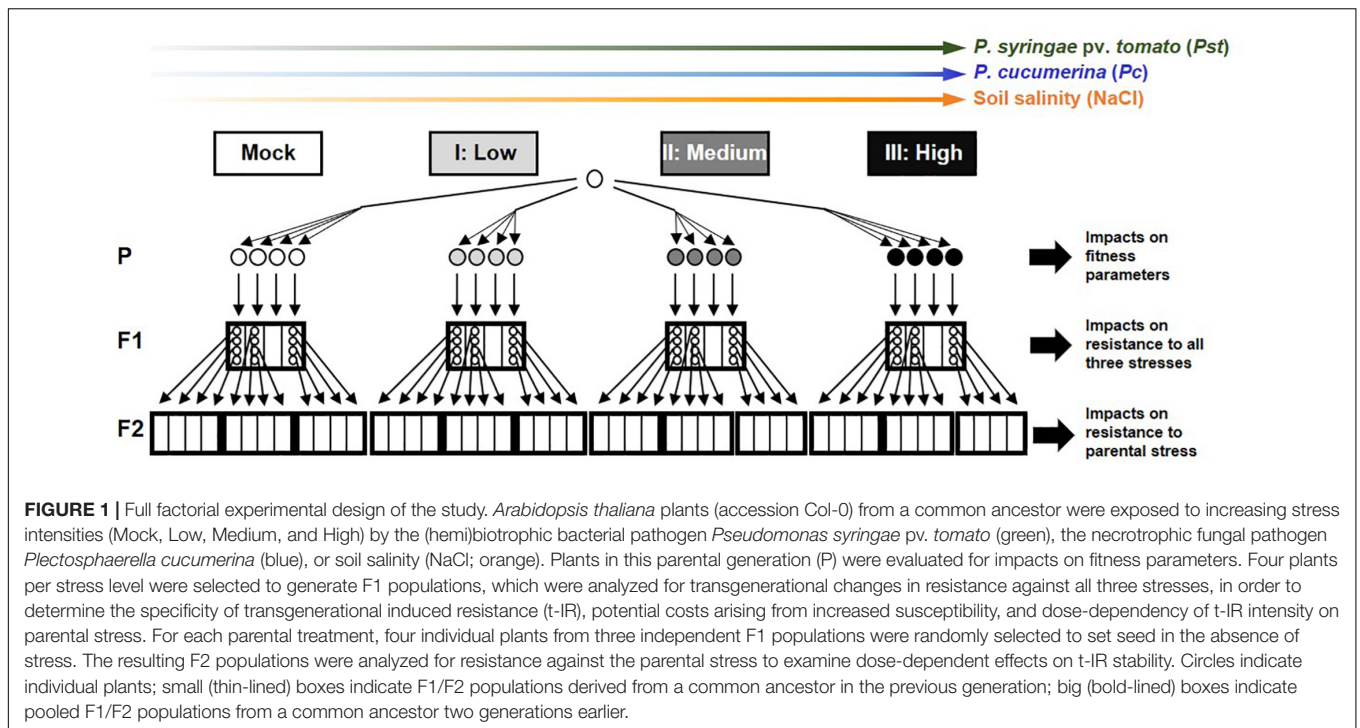 P. syringae pv. tomato (Pst)
P. cucumerina (Pc)
Soil salinity (NaCl)
Mock
I: Low
II: Medium
III: High
P
Impacts on
fitness
parameters
F1
Impacts on
resistance to all
three stresses
F2
Impacts on
resistance to
parental stress
FIGURE 1 | Full factorial experimental design of the study. Arabidopsis thaliana plants (accession Col-0) from a common ancestor were exposed to increasing stress
intensities (Mock, Low, Medium, and High) by the (hemi)biotrophic bacterial pathogen Pseudomonas syringae pv. tomato (green), the necrotrophic fungal pathogen
Plectosphaerella cucumerina (blue), or soil salinity (NaCl; orange). Plants in this parental generation (P) were evaluated for impacts on fitness parameters. Four plants
per stress level were selected to generate F1 populations, which were analyzed for transgenerational changes in resistance against all three stresses, in order to
determine the specificity of transgenerational induced resistance (t-IR), potential costs arising from increased susceptibility, and dose-dependency of t-IR intensity on
parental stress. For each parental treatment, four individual plants from three independent F1 populations were randomly selected to set seed in the absence of
stress. The resulting F2 populations were analyzed for resistance against the parental stress to examine dose-dependent effects on t-IR stability. Circles indicate
individual plants; small (thin-lined) boxes indicate F1/F2 populations derived from a common ancestor in the previous generation; big (bold-lined) boxes indicate
pooled F1/F2 populations from a common ancestor two generations earlier.